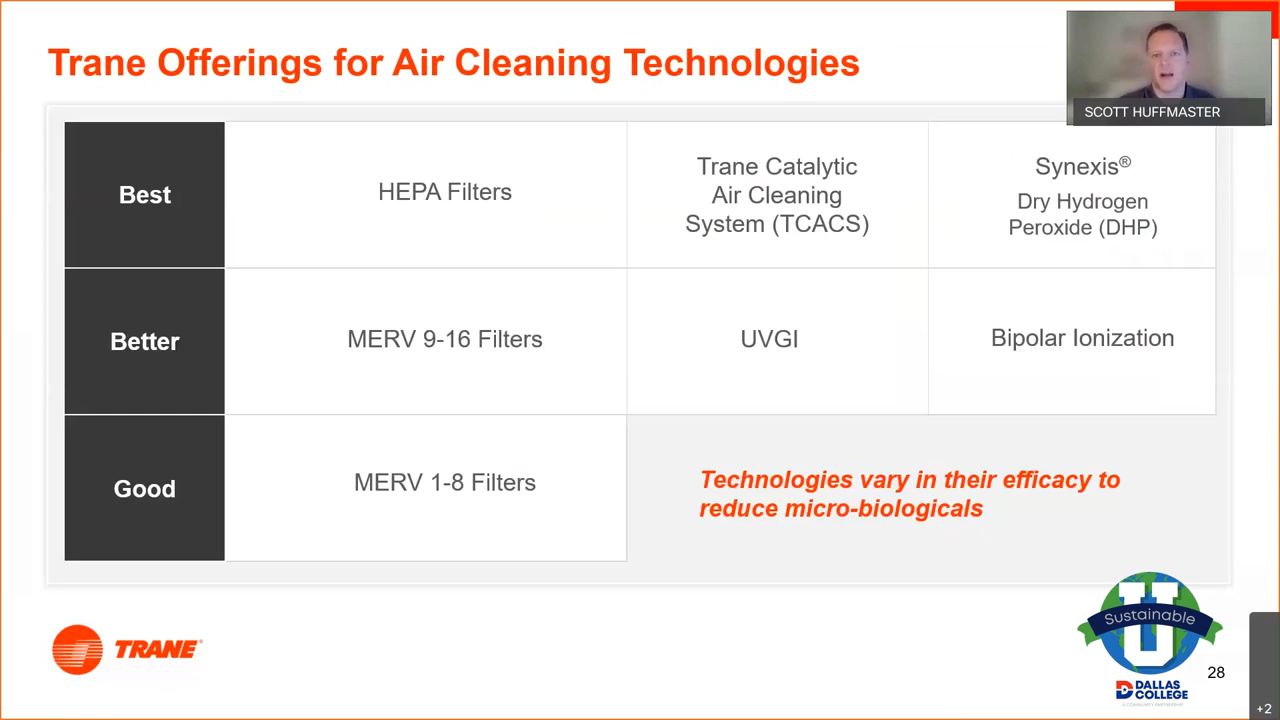 Trane Offerings for Air Cleaning Technologies
SCOTT HUFFMASTER
Best
HEPA Filters
Trane Catalytic
Air Cleaning
System (TCACS)
Synexis®
Dry Hydrogen
Peroxide (DHP)
Better
MERV 9-16 Filters
UVGI
Bipolar Ionization
Good
MERV 1-8 Filters
Technologies vary in their efficacy to
reduce micro-biologicals
TRANE®
U
Sustainable
DALLAS
COLLEGE
A COMMUNITY PARTNERSHIP
28
+2